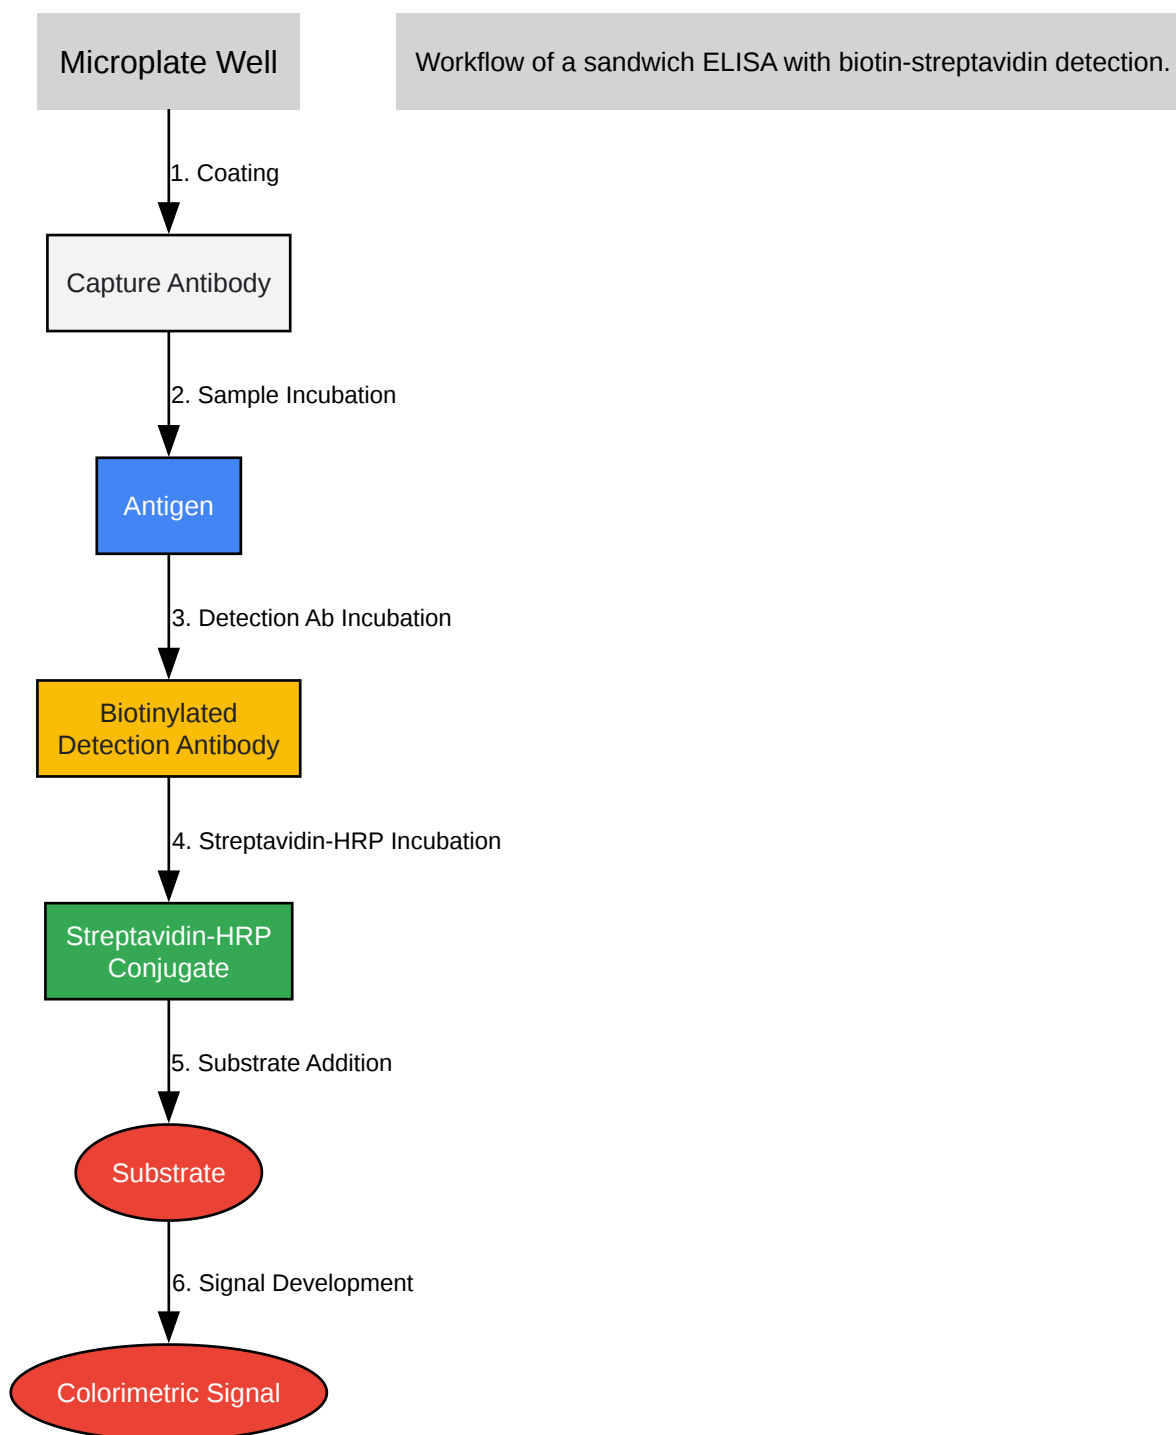 Microplate Well
Workflow of a sandwich ELISA with biotin-streptavidin detection.
1. Coating
Capture Antibody
2. Sample Incubation
Antigen
3. Detection Ab Incubation
Biotinylated
Detection Antibody
4. Streptavidin-HRP Incubation
Streptavidin-HRP
Conjugate
5. Substrate Addition
Substrate
6. Signal Development
Colorimetric Signal